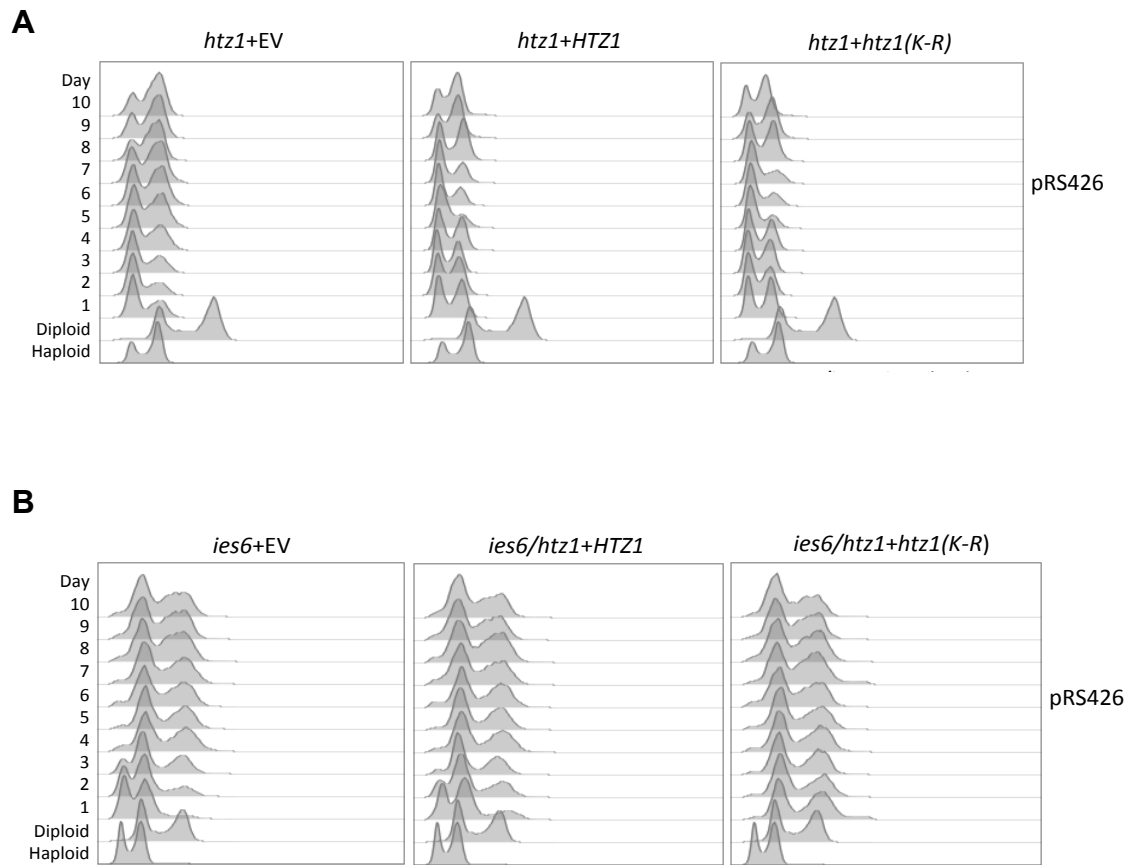 A
htz1+EV
htz1+HTZ1
htz1+htz1(K-R)
Day
10
9
8
7
6
5
4
3
2
1
Diploid
Haploid
pRS426
B
ies6+EV
ies6/htz1+HTZ1
ies6/htz1+htz1(K-R)
Day
10
9
8
7
6
5
4
3
2
1
Diploid
Haploid
pRS426